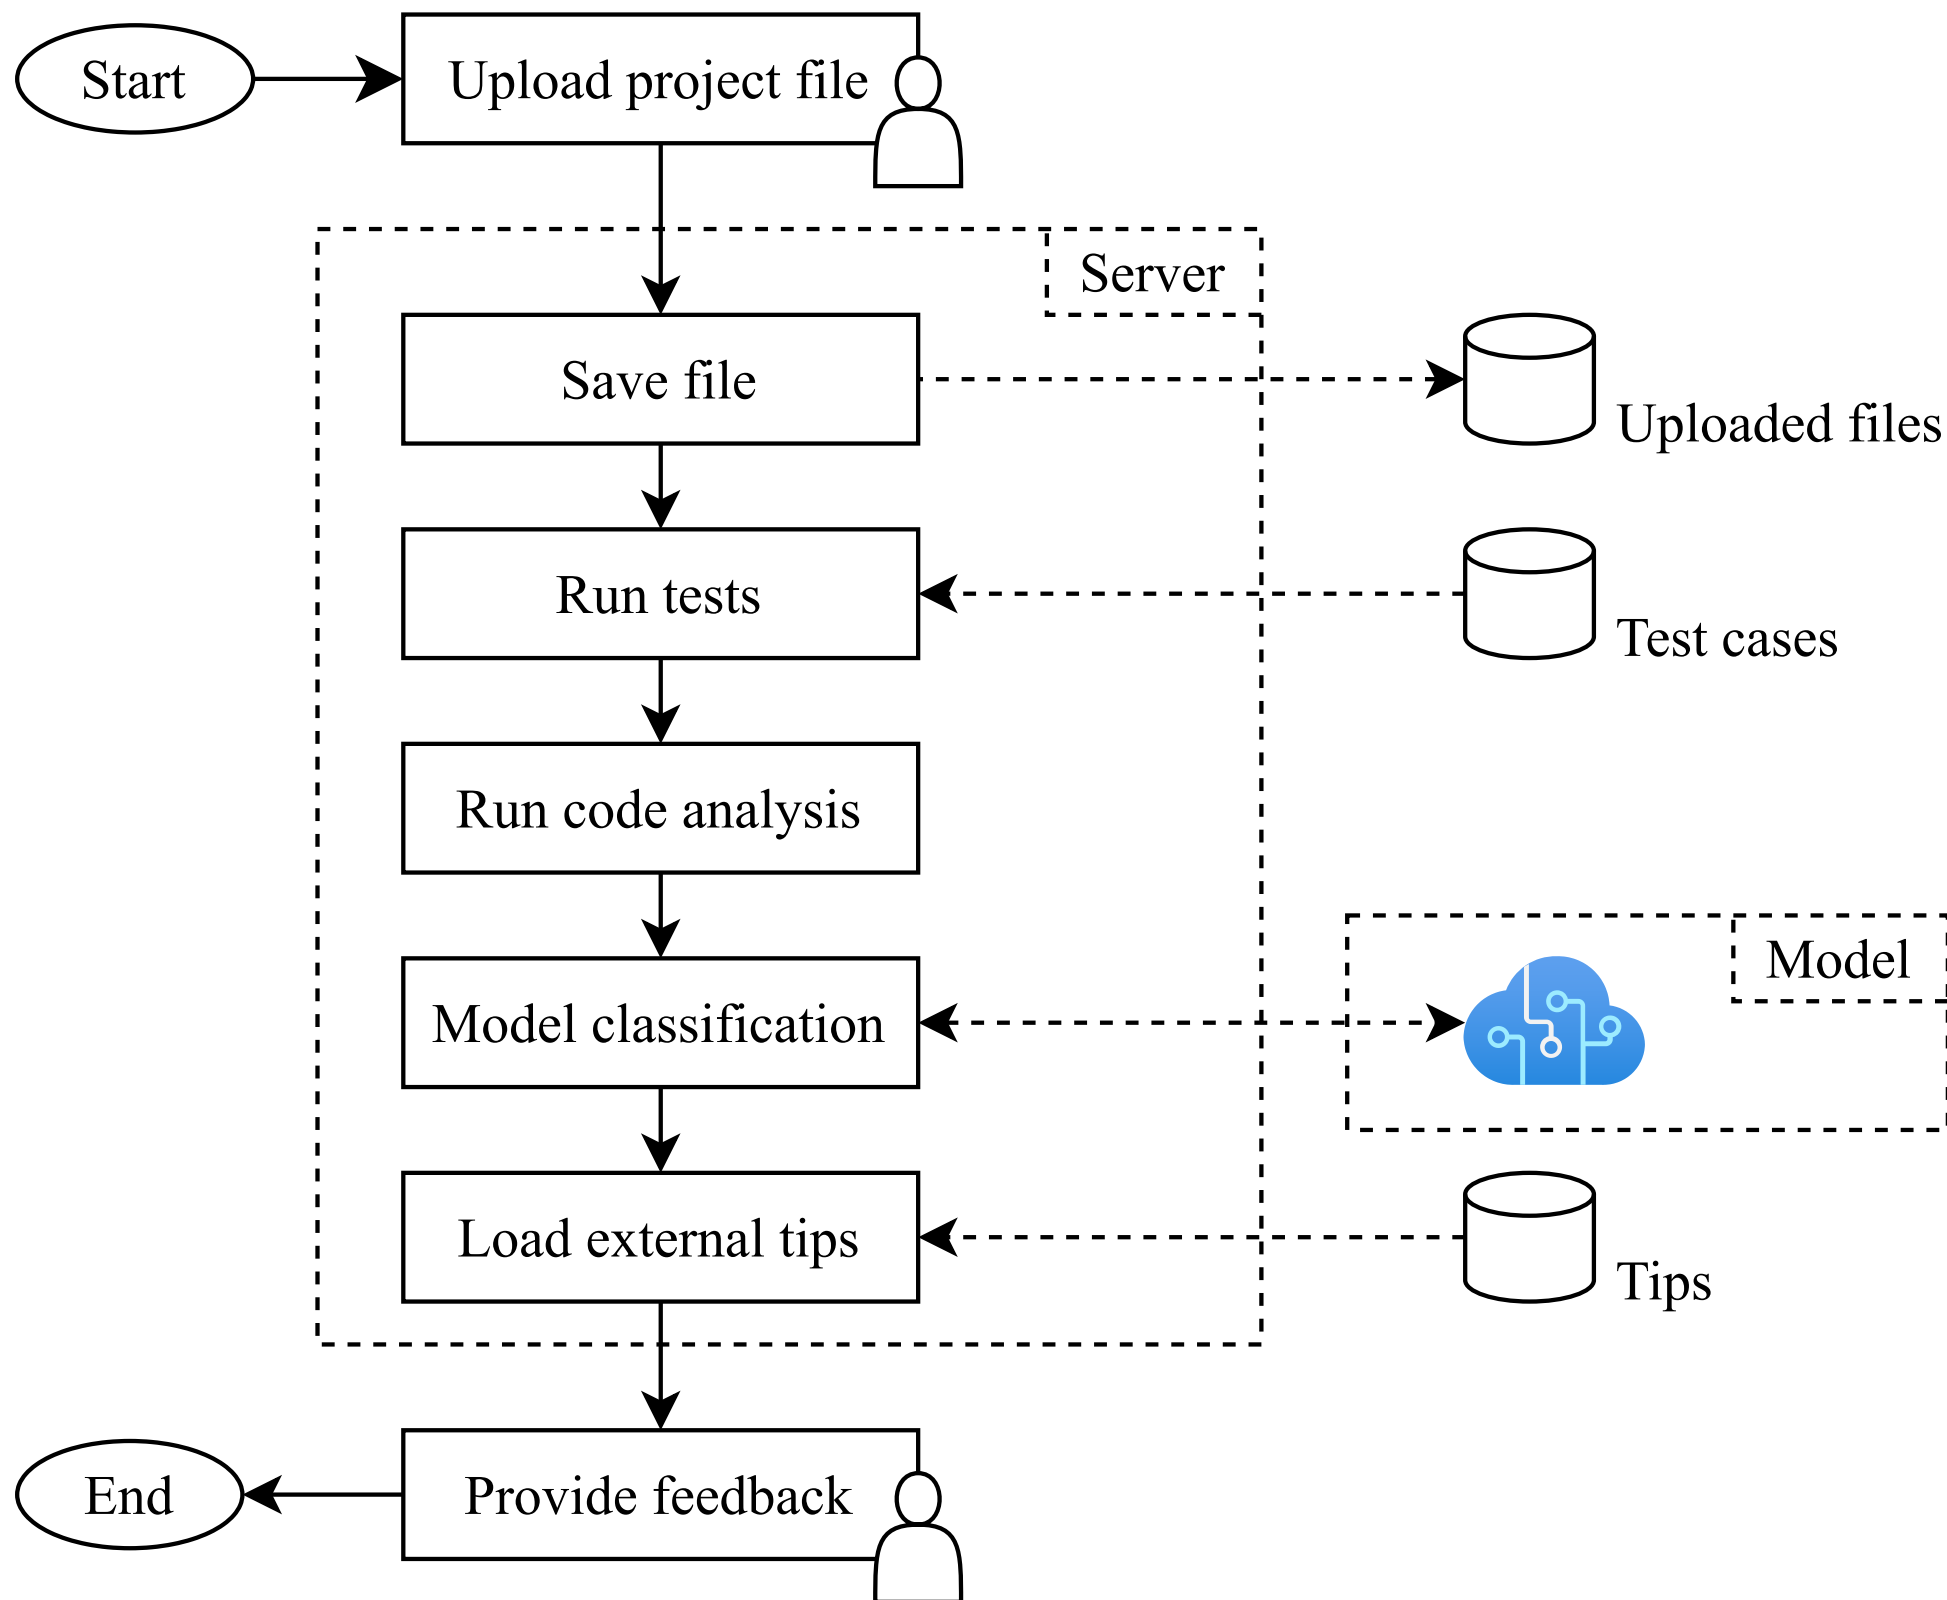 Start
Upload project file
Server
Save file
Uploaded files
Run tests
Test cases
Run code analysis
Model
Model classification
Load external tips
Tips
End
Provide feedback